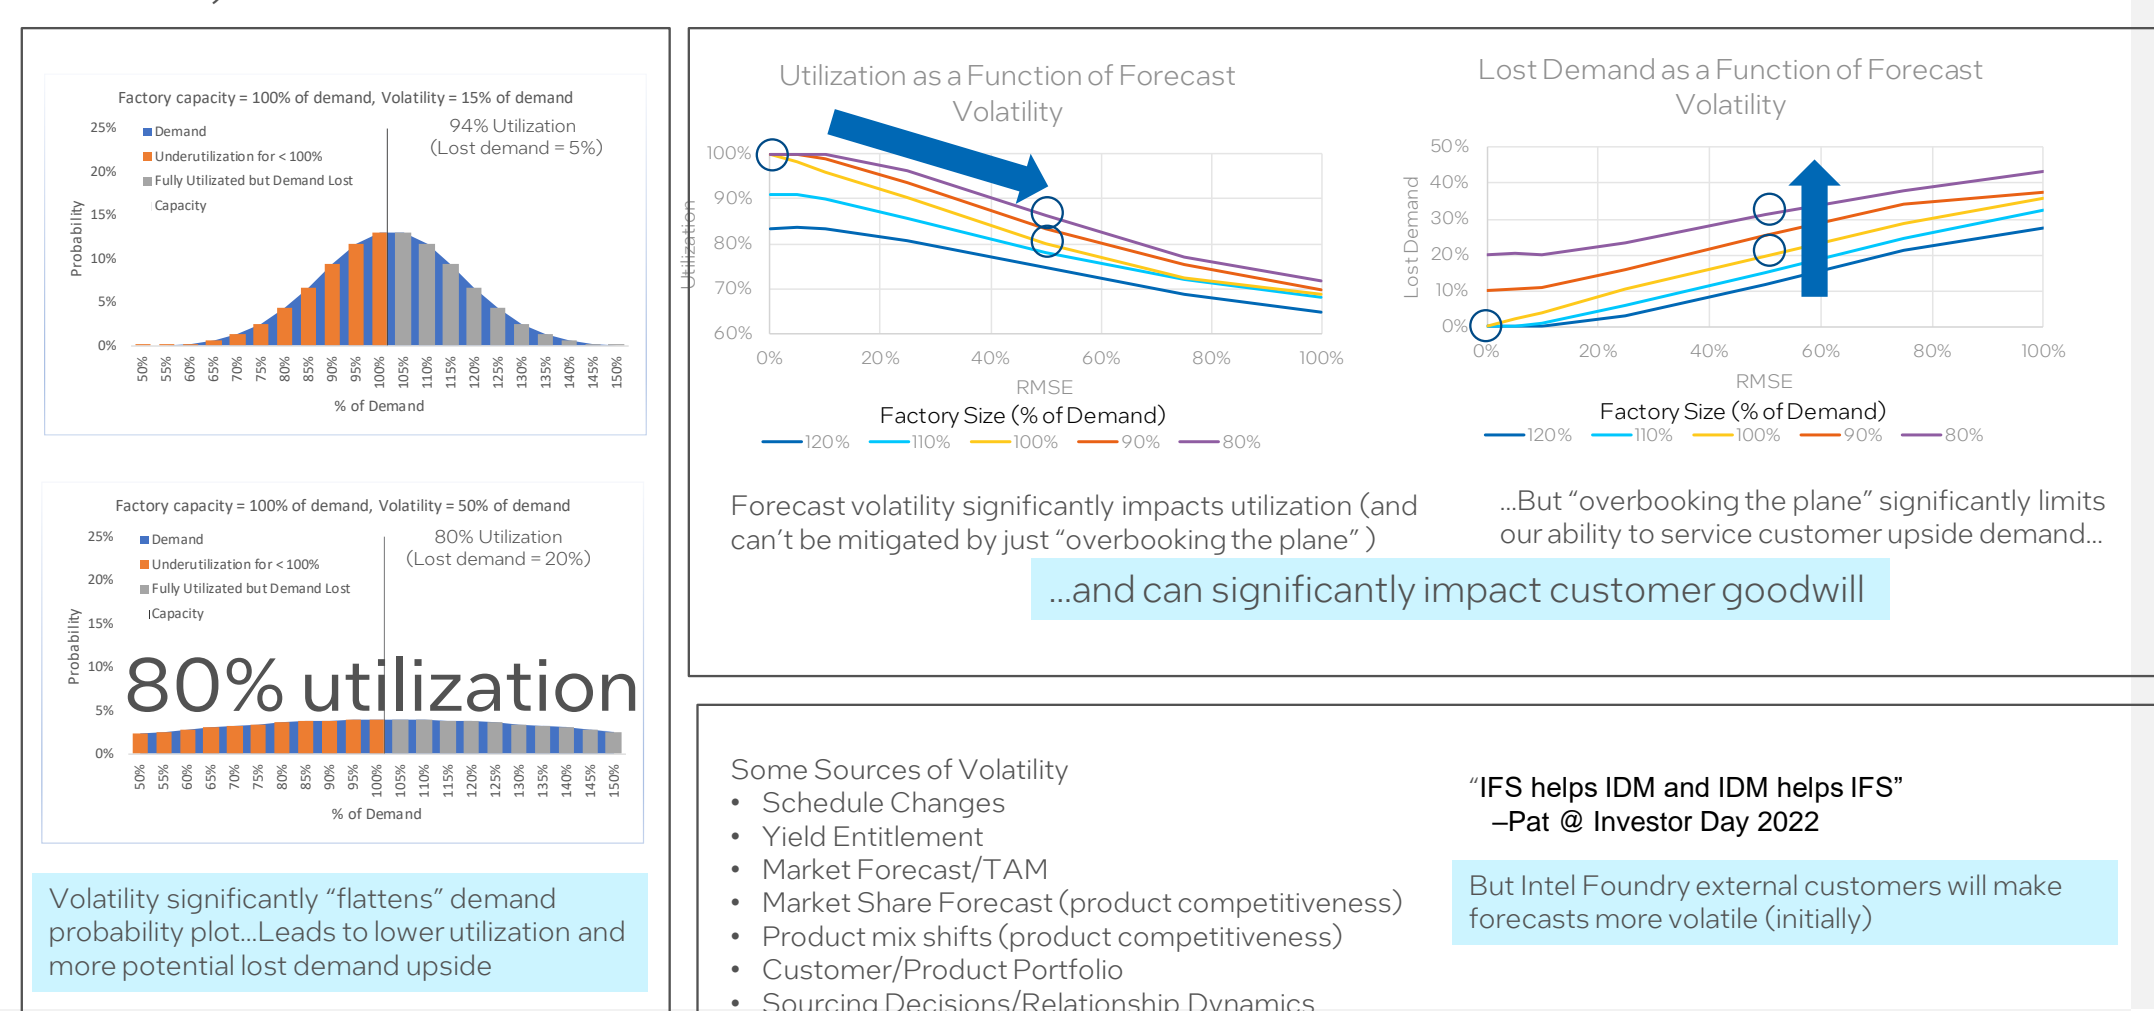 Factory capacity = 100% of demand, Volatility = 15% of demand
94% Utilization
(Lost demand = 5%)
Demand
Underutilization for < 100%
Fully Utilizated but Demand Lost
Capacity
25%
20%
15%
10%
5%
0%
Probability
50%
55%
60%
65%
70%
75%
80%
85%
90%
95%
100%
105%
110%
115%
120%
125%
130%
135%
140%
145%
150%
% of Demand
Factory capacity = 100% of demand, Volatility = 50% of demand
80% Utilization
(Lost demand = 20%)
Demand
Underutilization for < 100%
Fully Utilizated but Demand Lost
Capacity
25%
20%
15%
10%
5%
0%
Probability
80% utilization
50%
55%
60%
65%
70%
75%
80%
85%
90%
95%
100%
105%
110%
115%
120%
125%
130%
135%
140%
145%
150%
% of Demand
Volatility significantly “flattens” demand
probability plot...Leads to lower utilization and
more potential lost demand upside
Utilization as a Function of Forecast
Volatility
100%
90%
80%
70%
60%
Utilization
0%
20%
40%
60%
80%
100%
RMSE
Factory Size (% of Demand)
120%
110%
100%
90%
80%
Forecast volatility significantly impacts utilization (and
can’t be mitigated by just “overbooking the plane” )
Lost Demand as a Function of Forecast
Volatility
50%
40%
30%
20%
10%
0%
Lost Demand
0%
20%
40%
60%
80%
100%
RMSE
Factory Size (% of Demand)
120%
110%
100%
90%
80%
...But “overbooking the plane” significantly limits
our ability to service customer upside demand...
...and can significantly impact customer goodwill
Some Sources of Volatility
• Schedule Changes
• Yield Entitlement
• Market Forecast/TAM
• Market Share Forecast (product competitiveness)
• Product mix shifts (product competitiveness)
• Customer/Product Portfolio
• Sourcing Decisions/Relationship Dynamics
“IFS helps IDM and IDM helps IFS”
–Pat @ Investor Day 2022
But Intel Foundry external customers will make
forecasts more volatile (initially)